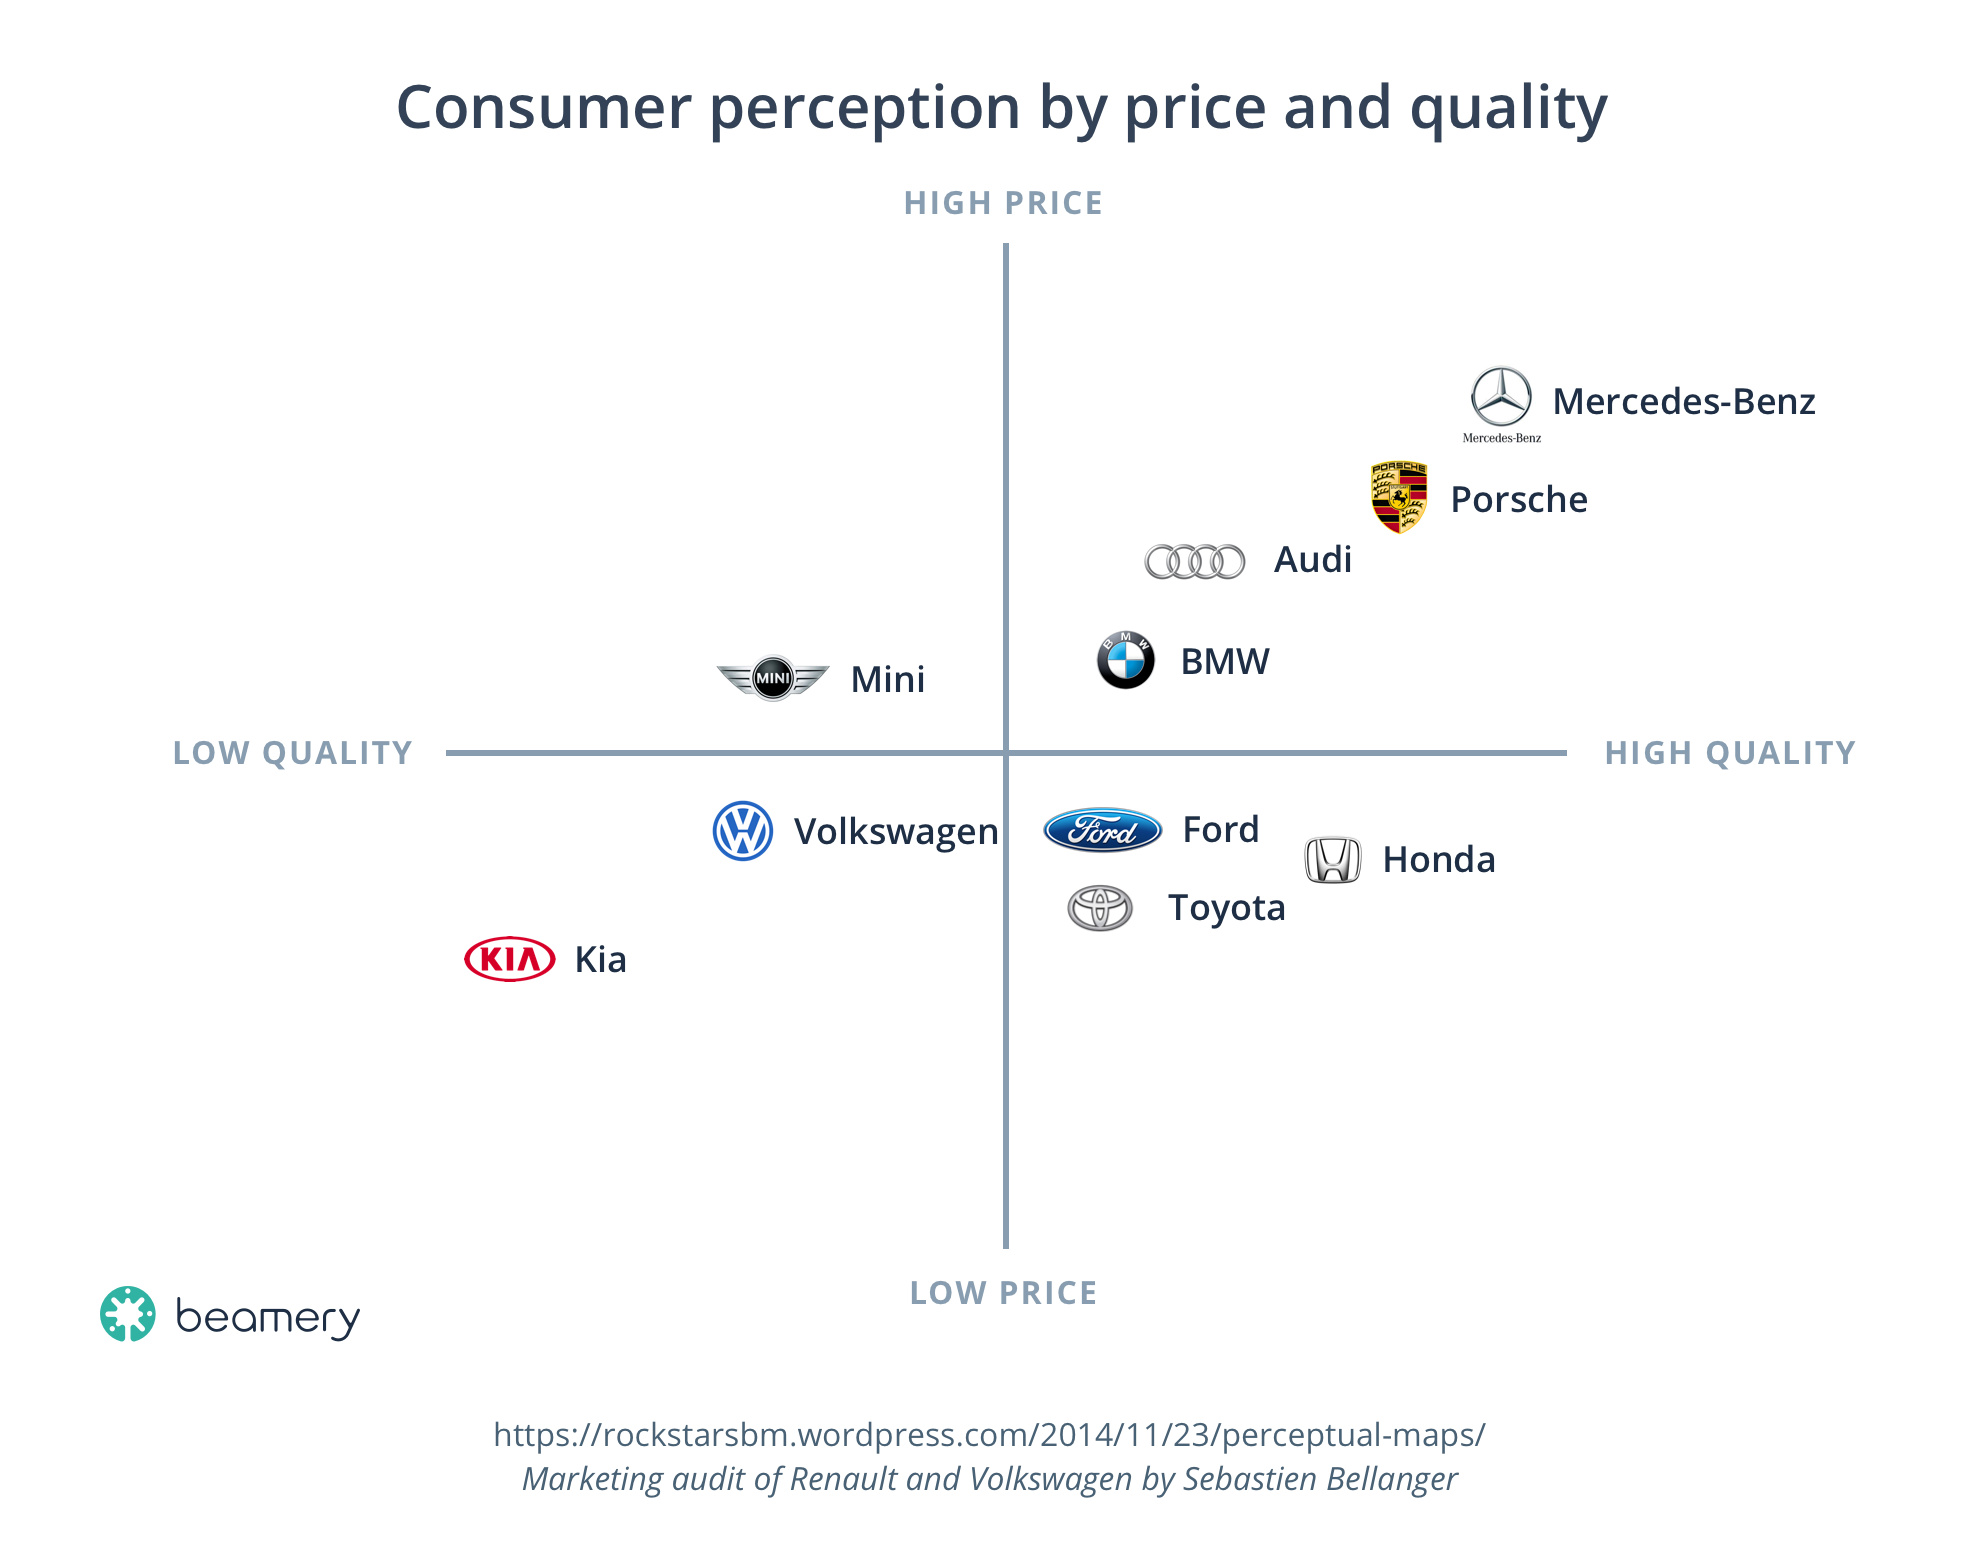 Consumer perception by price and quality
HIGH PRICE
Mercedes-Benz
Mercedes-Benz
PORSCHE
Porsche
Audi
BMW
BMW
MINI
Mini
LOW QUALITY
HIGH QUALITY
Volkswagen
Ford
Ford
Honda
Toyota
KIA
Kia
LOW PRICE
beamery
https://rockstarsbm.wordpress.com/2014/11/23/perceptual-maps/
Marketing audit of Renault and Volkswagen by Sebastien Bellanger